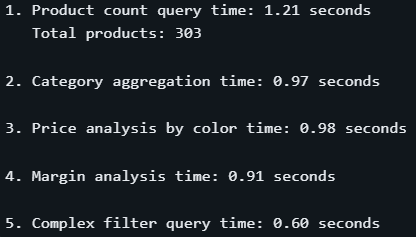 1. Product count query time: 1.21 seconds
Total products: 303
2. Category aggregation time: 0.97 seconds
3. Price analysis by color time: 0.98 seconds
4. Margin analysis time: 0.91 seconds
5. Complex filter query time: 0.60 seconds